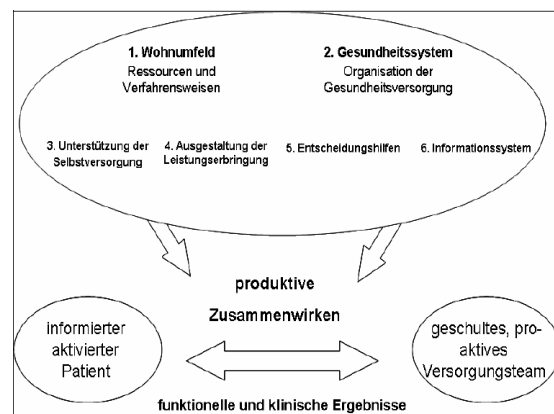 1. Wohnumfeld
Ressourcen und
Verfahrensweisen
2. Gesundheitssystem
Organisation der
Gesundheitsversorgung
3. Unterstützung der
Selbstversorgung
4. Ausgestaltung der
Leistungserbringung
5. Entscheidungshilfen
6. Informationssystem
produktive
Zusammenwirken
informierter
aktivierter
Patient
geschultes, pro-
aktives
Versorgungsteam
funktionelle und klinische Ergebnisse